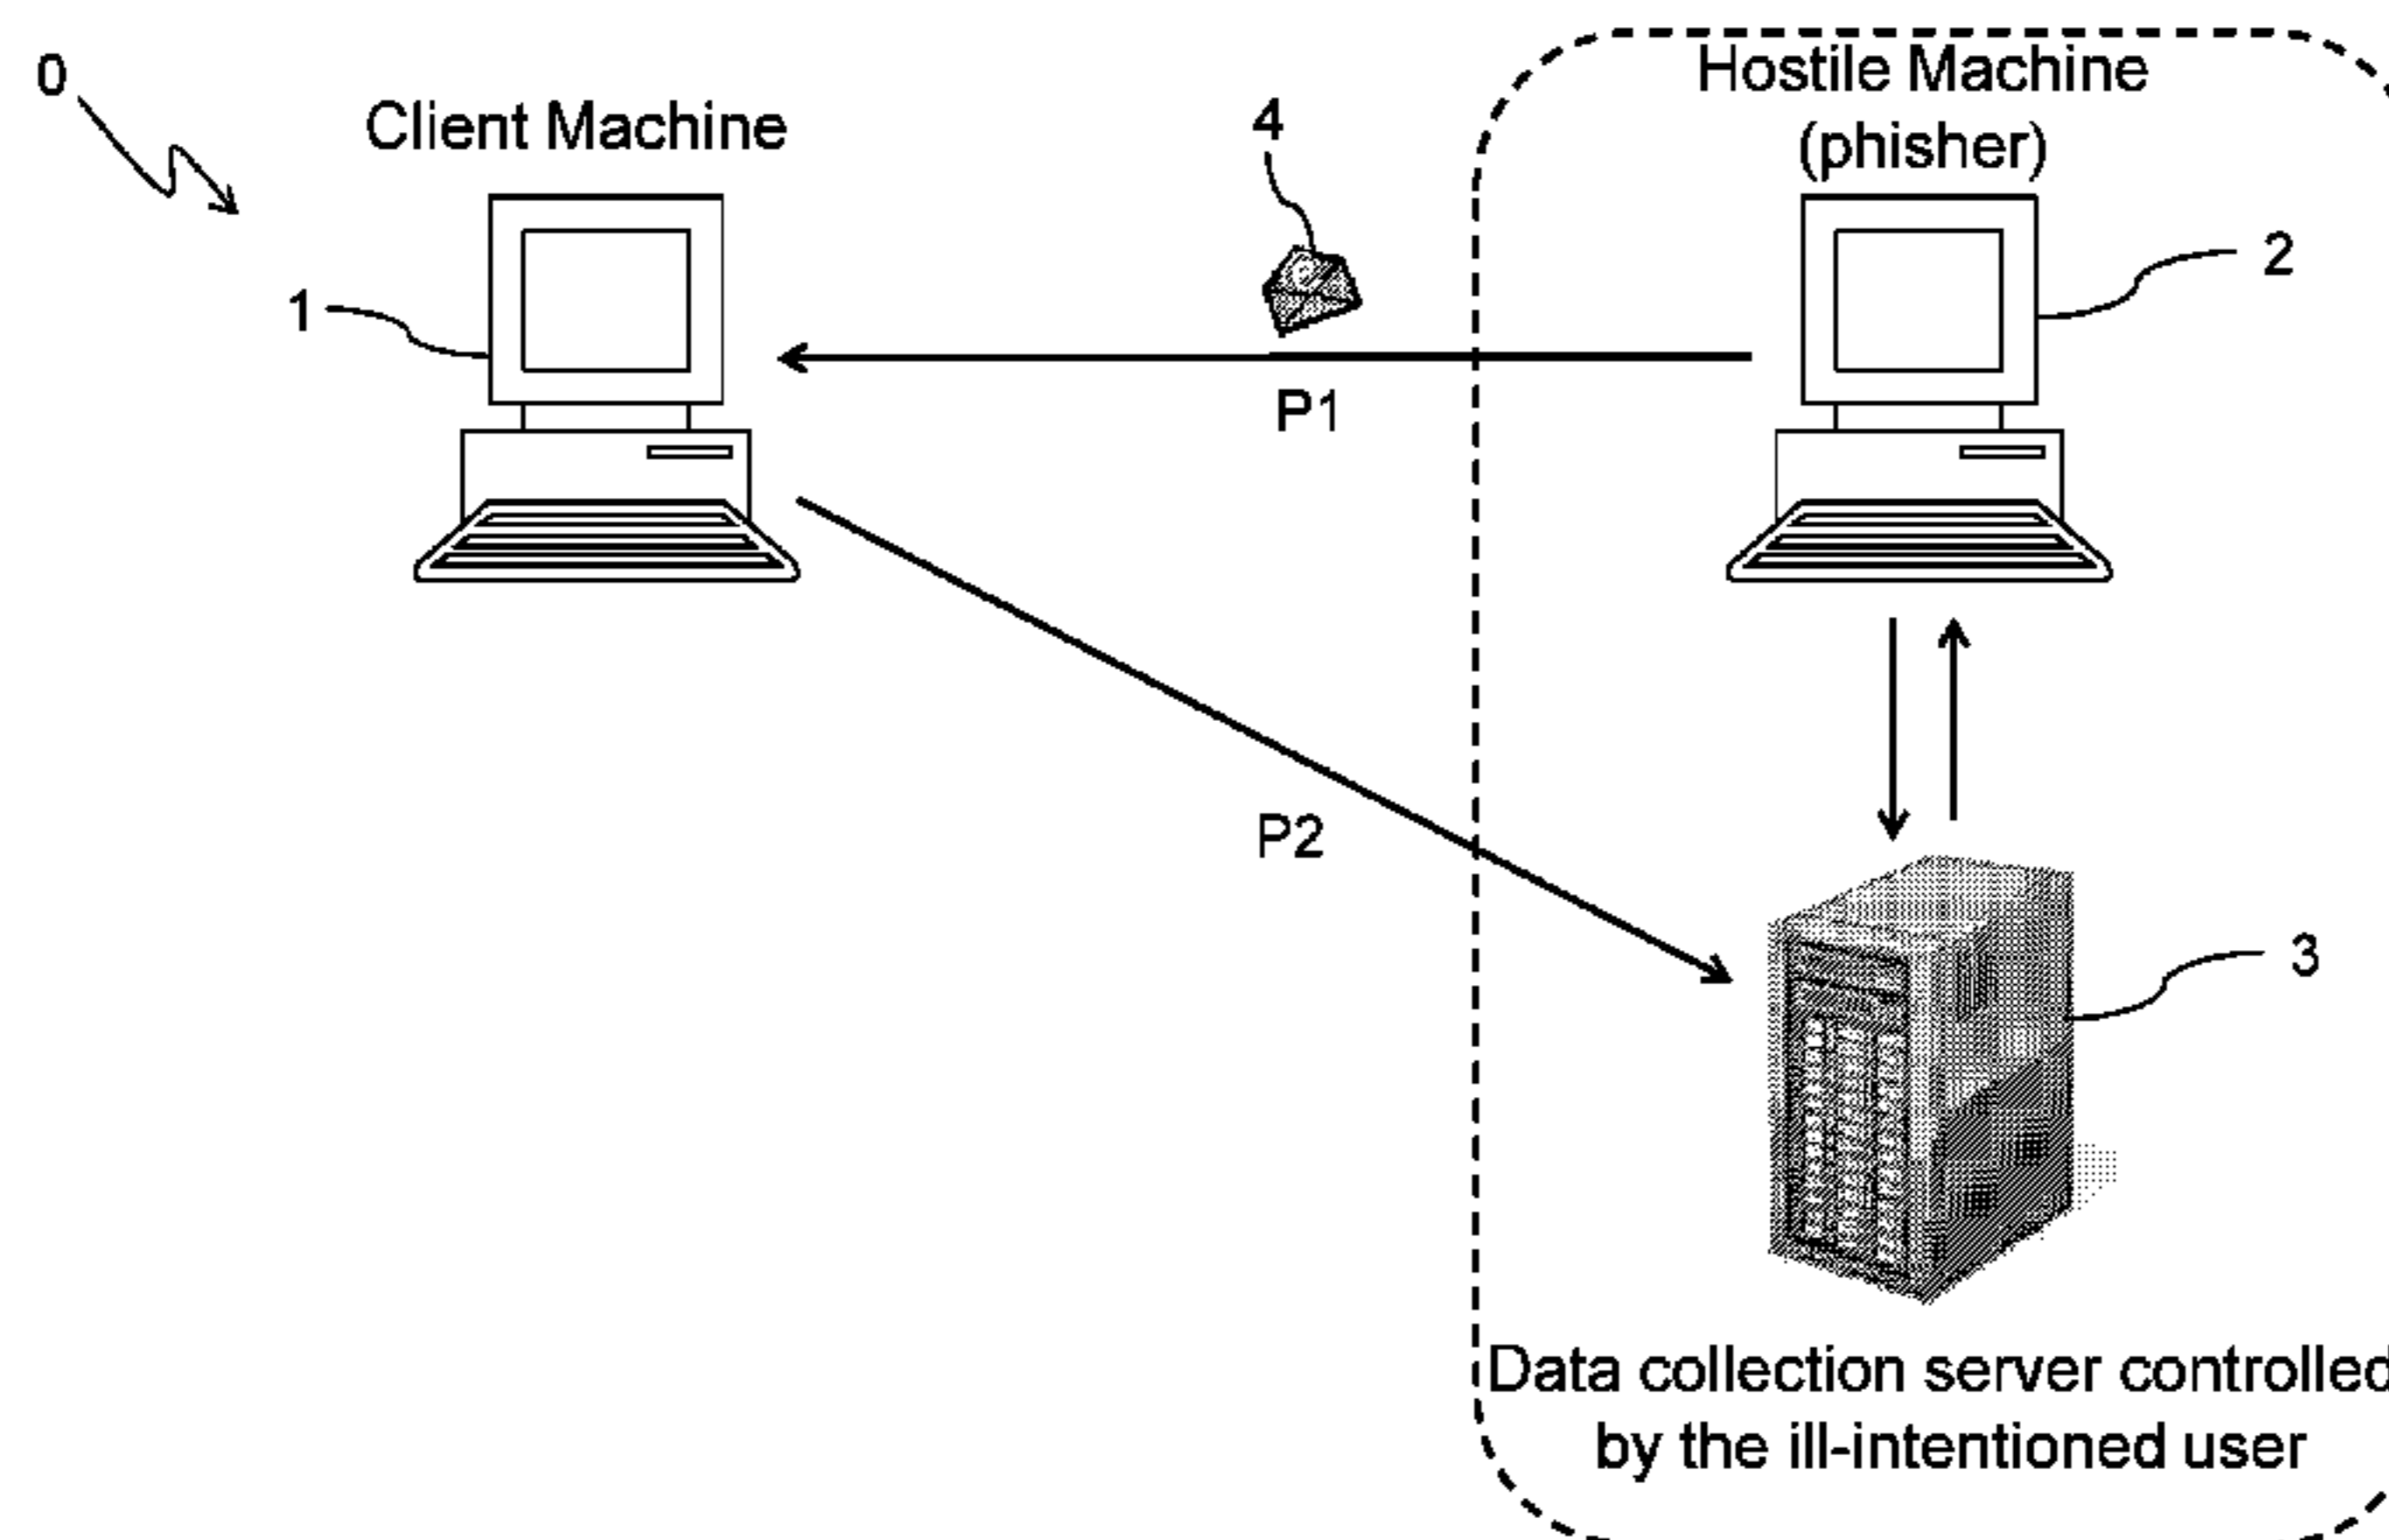 0
Client Machine
4
Hostile Machine
(phisher)
1
2
P1
P2
3
Data collection server controlled
by the ill-intentioned user